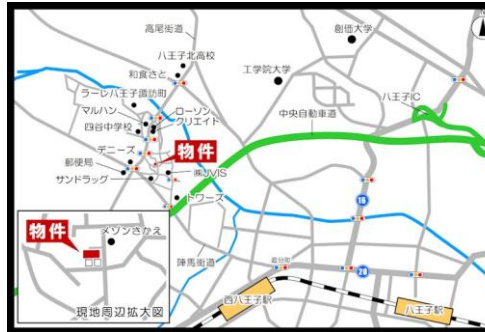 高尾街道
創価大学
八王子北高校
和食さと
工学院大学
ラーレ八王子諏訪町
八王子IC
マルハン
ローソン
クリエイト
中央自動車道
四谷中学校
物件
デニーズ
郵便局
㈱JVIS
サンドラッグ
トワーズ
16
物件
メゾンさかえ
陣馬街道
追分町
20
西八王子駅
八王子駅
現地周辺拡大図